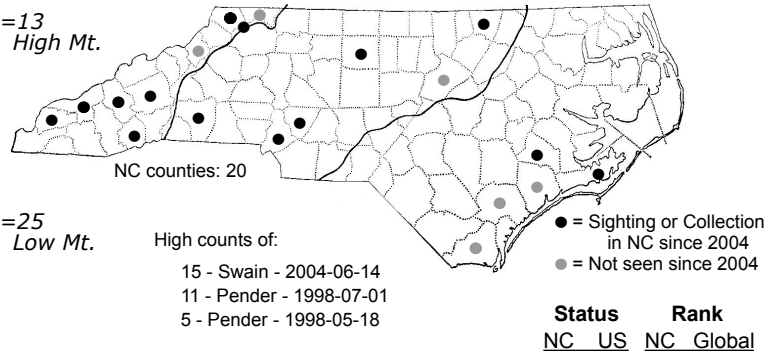 =13
High Mt.
NC counties: 20
=25
Low Mt.
High counts of:
15 - Swain - 2004-06-14
11 - Pender - 1998-07-01
5 - Pender - 1998-05-18
= Sighting or Collection
in NC since 2004
= Not seen since 2004
Status Rank
NC US NC Global